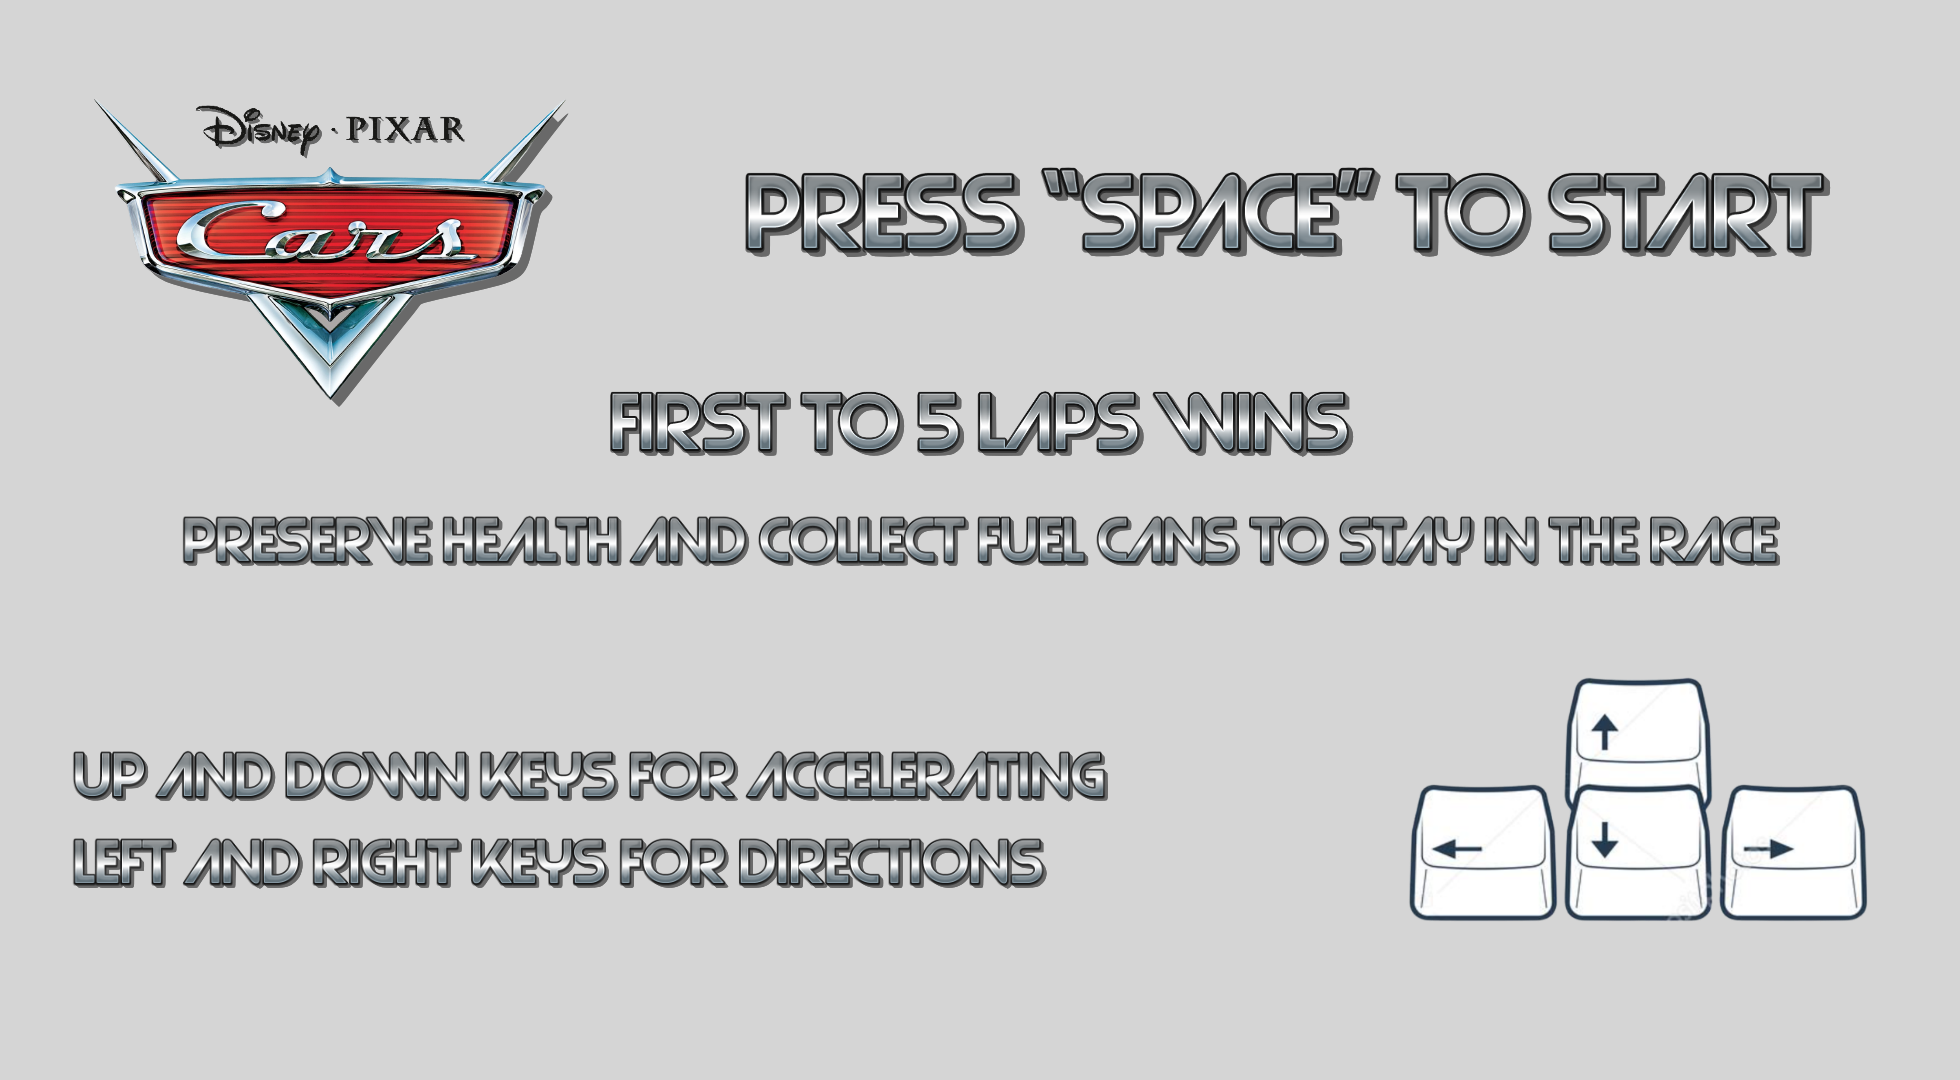 Disney · PIXAR
Cars
PRESS “SPACE” TO START
FIRST TO 5 LAPS WINS
PRESERVE HEALTH AND COLLECT FUEL CANS TO STAY IN THE RACE
UP AND DOWN KEYS FOR ACCELERATING
LEFT AND RIGHT KEYS FOR DIRECTIONS